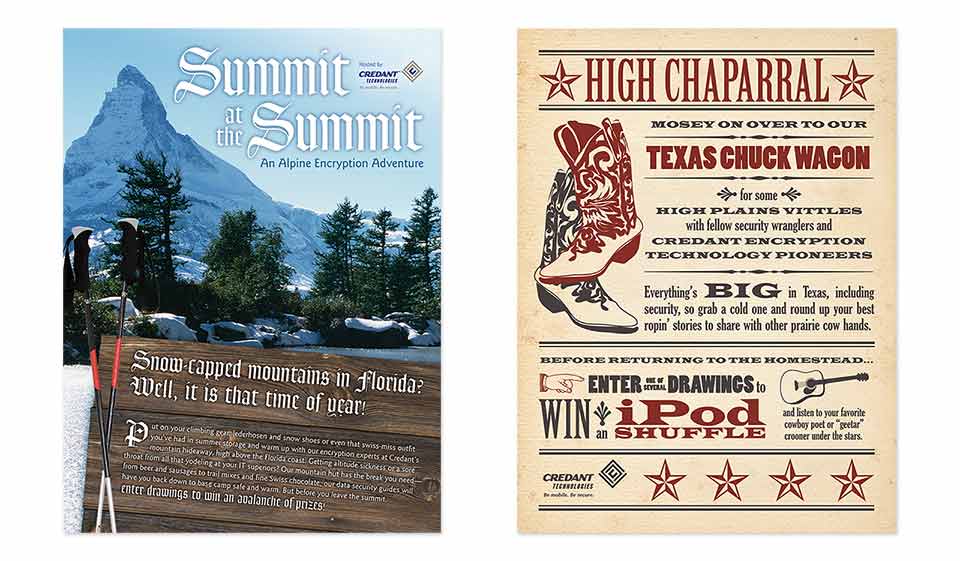 Summit
at
the
Summit
Hosted by
CREDANT
TECHNOLOGIES
Be mobile. Be secure.
An Alpine Encryption Adventure
Snow-capped mountains in Florida?
Well, it is that time of year!
Put on your climbing gear, lederhosen and snow shoes or even that swiss-miss outfit
you've had in summer storage and warm up with our encryption experts at Credant's
mountain hideaway, high above the Florida coast. Getting altitude sickness or a sore
throat from all that yodeling at your IT superiors? Our mountain hut has the break you need—
from beer and sausages to trail mixes and fine Swiss chocolate, our data security guides will
have you back down to base camp safe and warm. But before you leave the summit,
enter drawings to win an avalanche of prizes!
HIGH CHAPARRAL
MOSEY ON OVER TO OUR
TEXAS CHUCK WAGON
for some
HIGH PLAINS VITTLES
with fellow security wranglers and
CREDANT ENCRYPTION
TECHNOLOGY PIONEERS
Everything's BIG in Texas, including
security, so grab a cold one and round up your best
ropin' stories to share with other prairie cow hands.
BEFORE RETURNING TO THE HOMESTEAD...
ENTER ONE OF SEVERAL DRAWINGS to
WIN an iPod
SHUFFLE
and listen to your favorite
cowboy poet or "geetar"
crooner under the stars.
CREDANT
TECHNOLOGIES
Be mobile. Be secure.